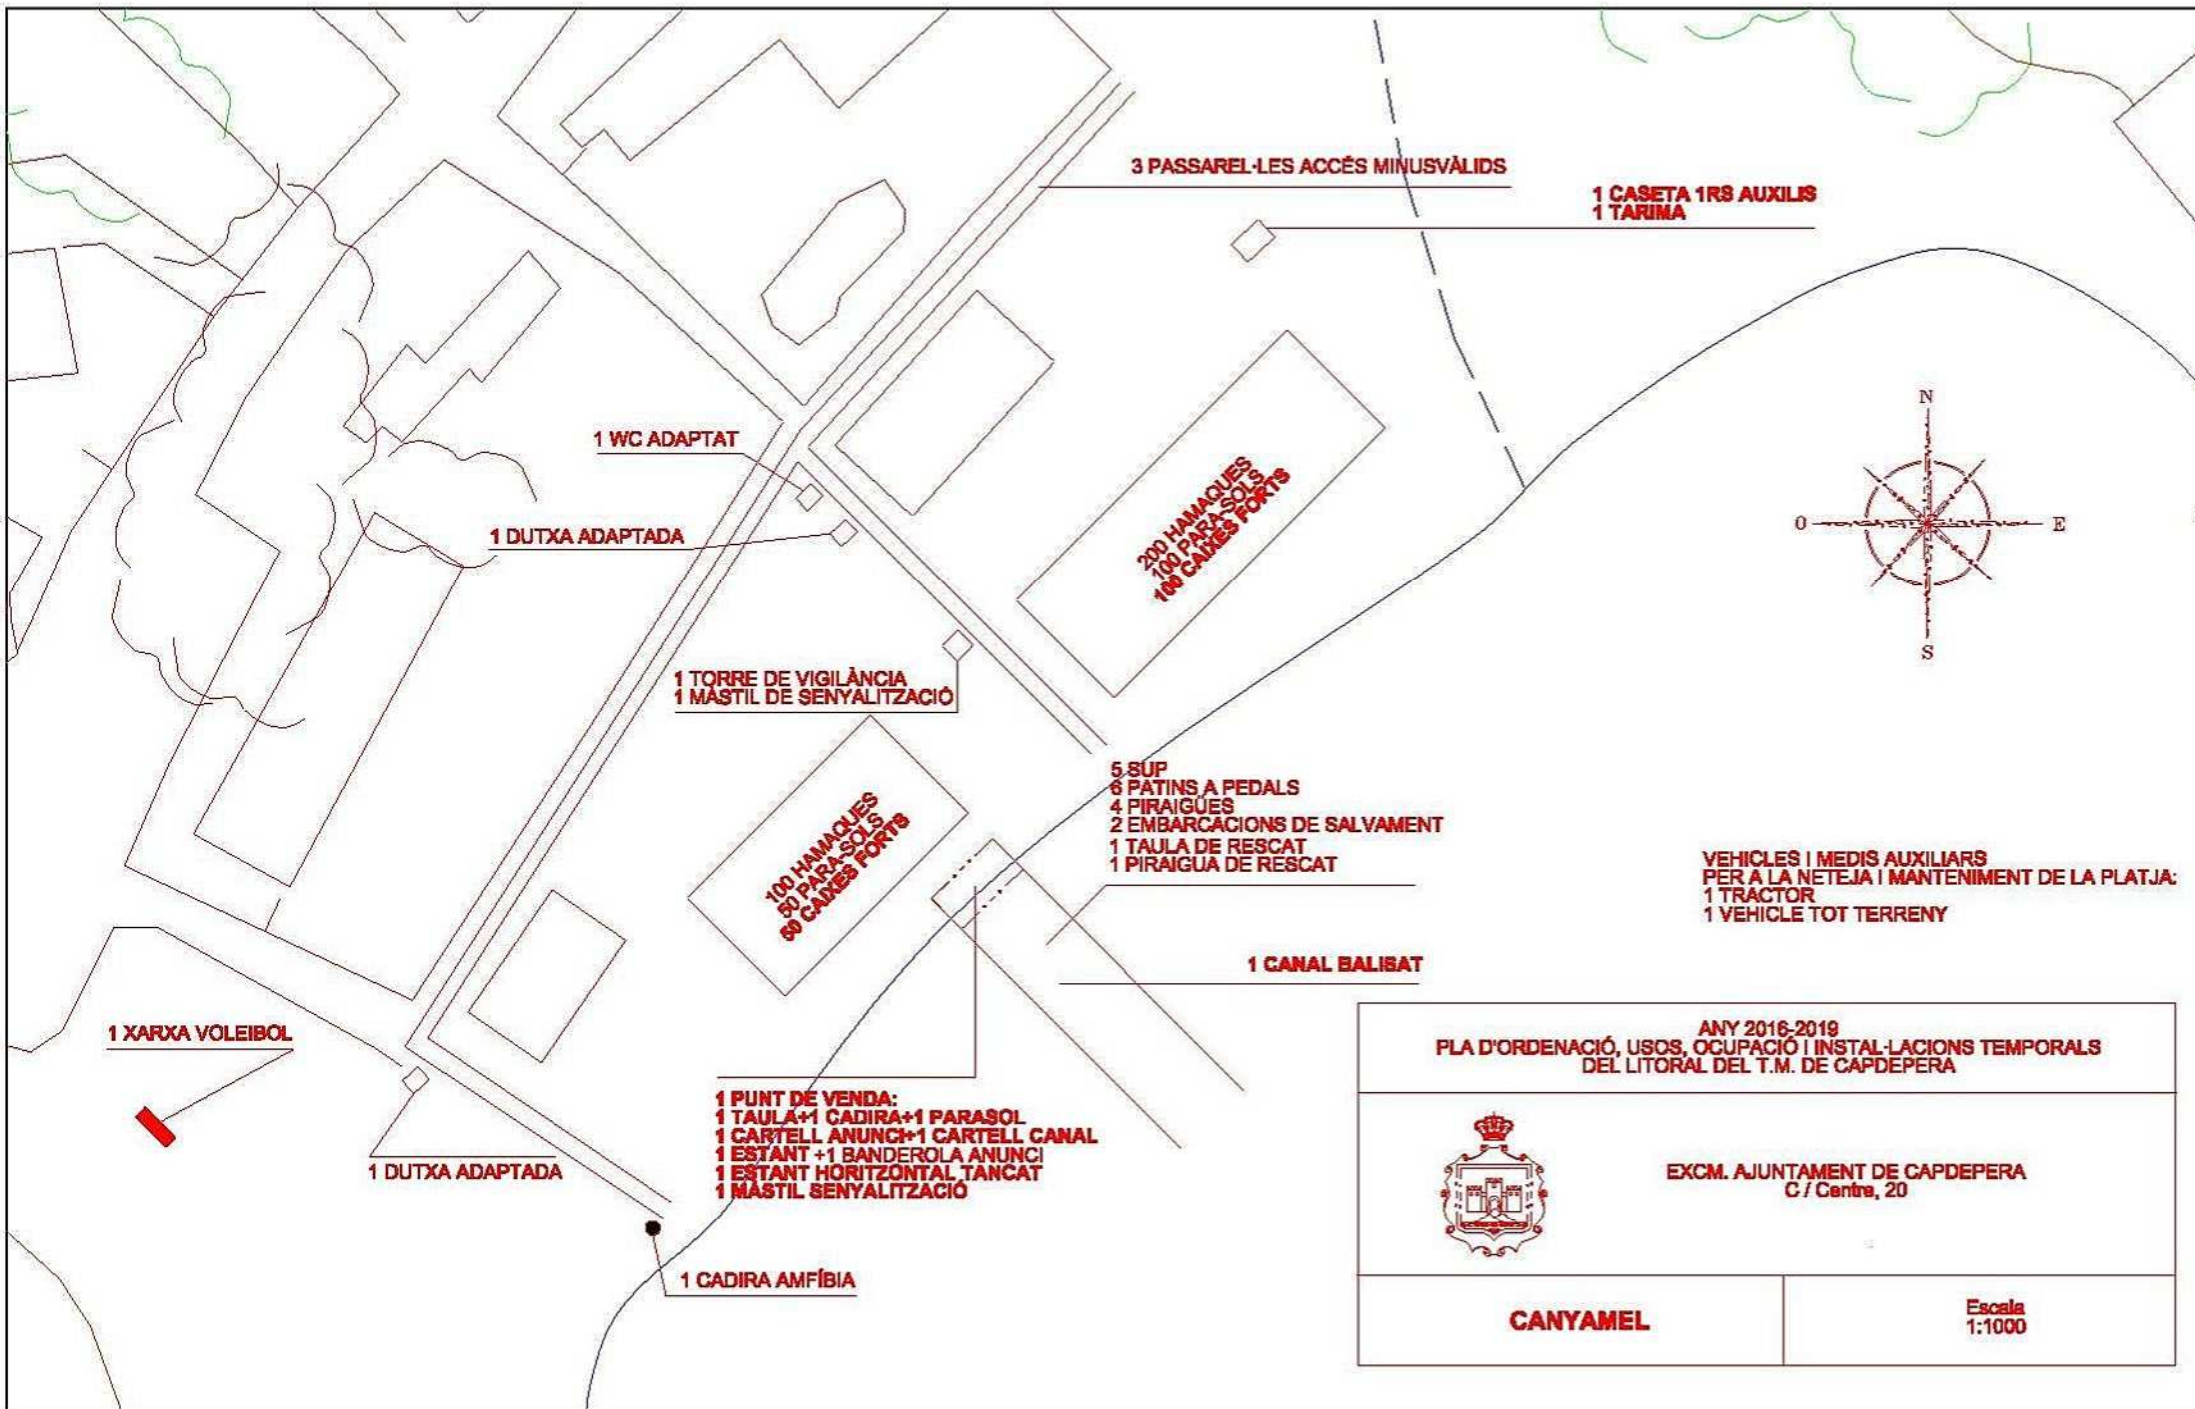 3 PASSAREL·LES ACCÉS MINUSVÀLIDS
1 CASETA 1RS AUXILIS
1 TARIMA
1 WC ADAPTAT
1 DUTXA ADAPTADA
200 HAMAQUES
100 PARA-SOLS
100 CAIXES FORTS
N
O
E
S
1 TORRE DE VIGILÀNCIA
1 MÀSTIL DE SENYALITZACIÓ
100 HAMAQUES
50 PARA-SOLS
50 CAIXES FORTS
5 SUP
6 PATINS A PEDALS
4 PIRAIGÜES
2 EMBARCACIONS DE SALVAMENT
1 TAULA DE RESCAT
1 PIRAIGUA DE RESCAT
VEHICLES I MEDIS AUXILIARS
PER A LA NETEJA I MANTENIMENT DE LA PLATJA:
1 TRACTOR
1 VEHICLE TOT TERRENY
1 CANAL BALISAT
1 XARXA VOLEIBOL
1 DUTXA ADAPTADA
1 PUNT DE VENDA:
1 TAULA+1 CADIRA+1 PARASOL
1 CARTELL ANUNCI+1 CARTELL CANAL
1 ESTANT +1 BANDEROLA ANUNCI
1 ESTANT HORITZONTAL TANCAT
1 MÀSTIL SENYALITZACIÓ
1 CADIRA AMFÍBIA
ANY 2016-2019
PLA D'ORDENACIÓ, USOS, OCUPACIÓ I INSTAL·LACIONS TEMPORALS
DEL LITORAL DEL T.M. DE CAPDEPERA
EXCM. AJUNTAMENT DE CAPDEPERA
C / Centre, 20
CANYAMEL
Escala
1:1000